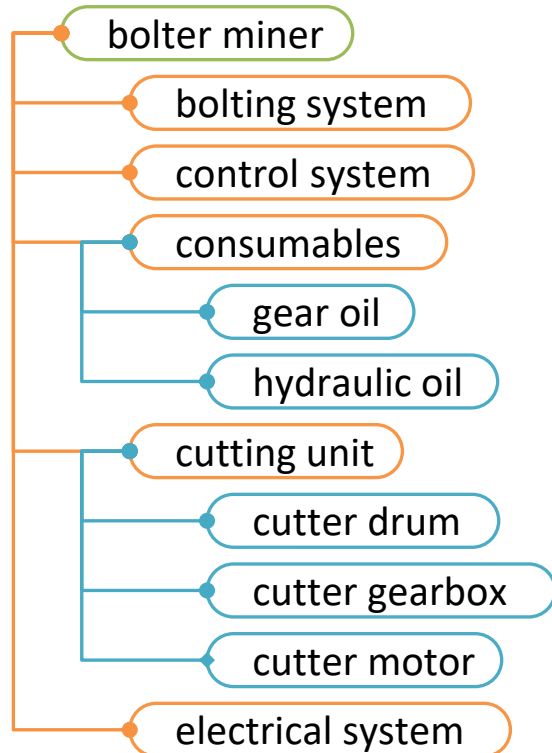 bolter miner
bolting system
control system
consumables
gear oil
hydraulic oil
cutting unit
cutter drum
cutter gearbox
cutter motor
electrical system